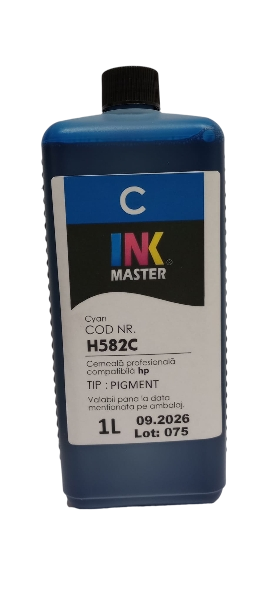 C
INK
®
MASTER
Cyan
COD NR.
H582C
Cerneală profesională
compatibilă hp
TIP : PIGMENT
Valabil pana la data
mentionata pe ambalaj.
1L 09.2026
Lot: 075